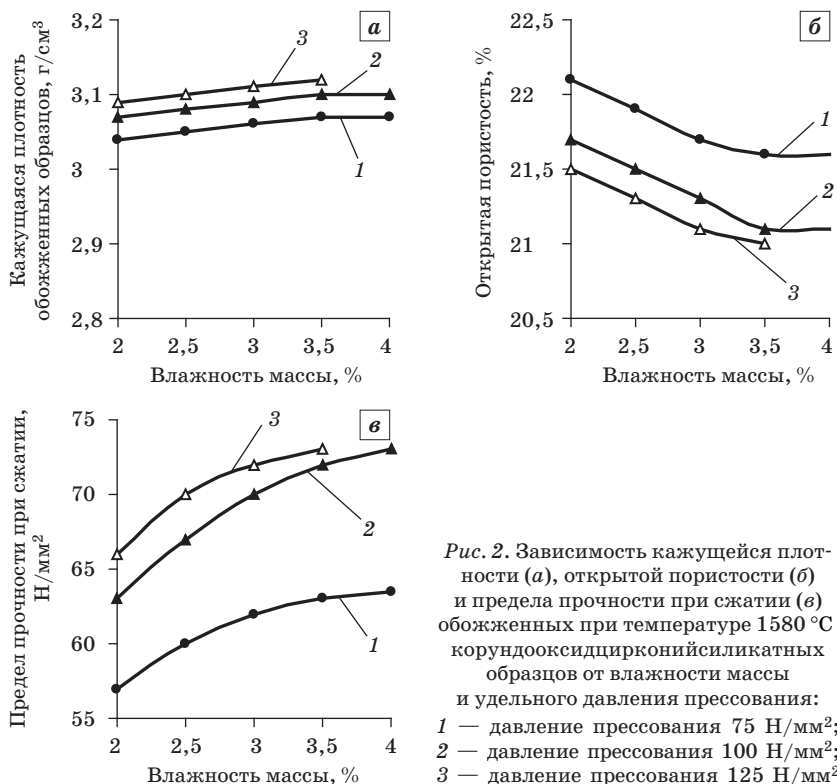 3,2
3,1
3
2,9
2,8
2
2,5
3
3,5
4
Кажущаяся плотность
обожженных образцов, г/см³
Влажность массы, %
а
3
2
1
22,5
22
21,5
21
20,5
2
2,5
3
3,5
4
Открытая пористость, %
Влажность массы, %
б
1
2
3
75
70
65
60
55
2
2,5
3
3,5
4
Предел прочности при сжатии,
Н/мм²
Влажность массы, %
в
3
2
1
Рис. 2. Зависимость кажущейся плот-
ности (а), открытой пористости (б)
и предела прочности при сжатии (в)
обожженных при температуре 1580 °С
корундооксидцирконийсиликатных
образцов от влажности массы
и удельного давления прессования:
1 — давление прессования 75 Н/мм²;
2 — давление прессования 100 Н/мм²;
3 — давление прессования 125 Н/мм²